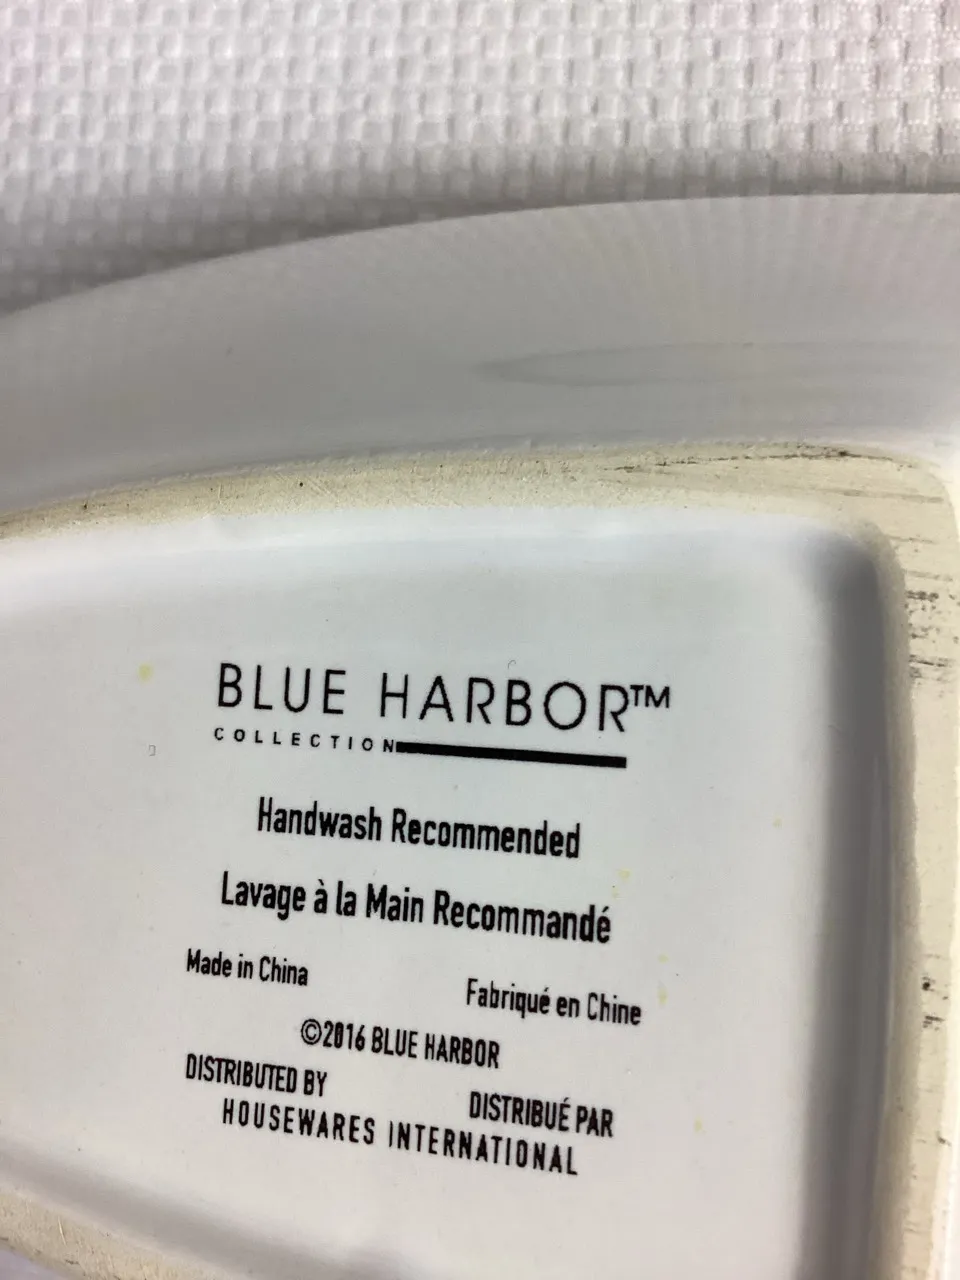 BLUE HARBOR™
COLLECTION
Handwash Recommended
Lavage à la Main Recommandé
Made in China
Fabriqué en Chine
©2016 BLUE HARBOR
DISTRIBUTED BY
DISTRIBUÉ PAR
HOUSEWARES INTERNATIONAL